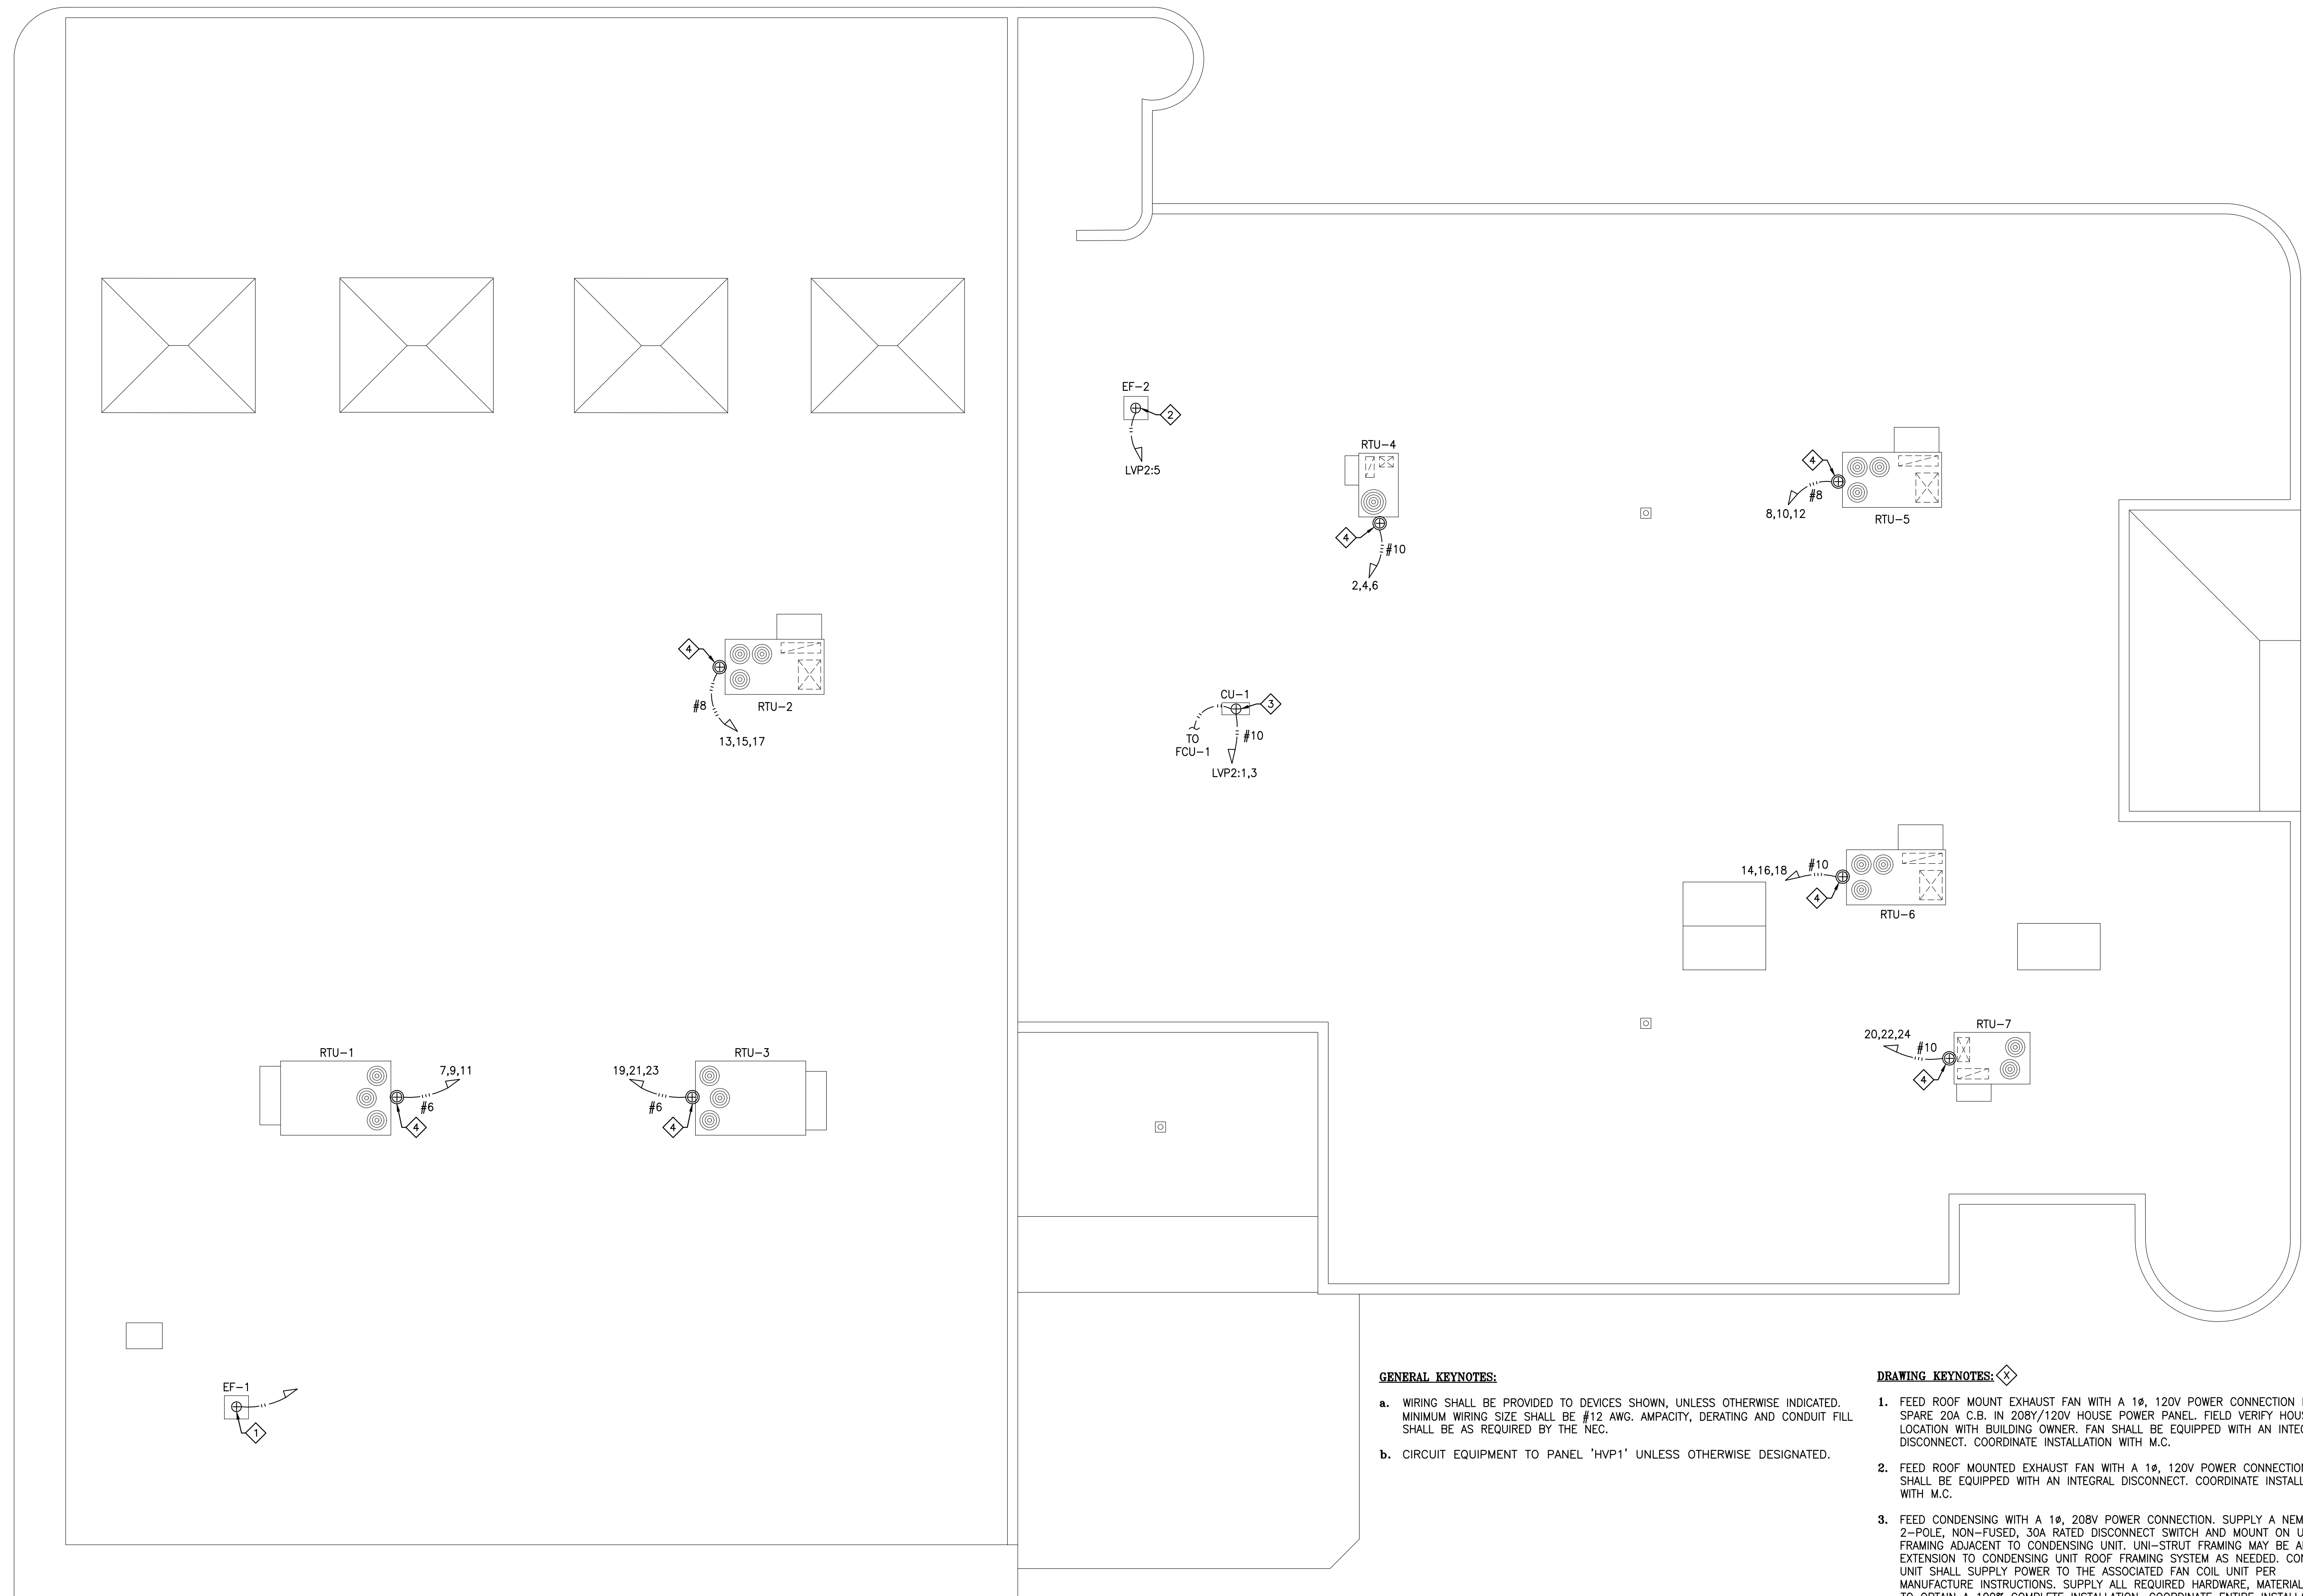 EF-2
2
LVP2:5
RTU-4
4
#10
2,4,6
4
#8
8,10,12
RTU-5
4
#8
RTU-2
13,15,17
CU-1
3
TO
FCU-1
#10
LVP2:1,3
14,16,18
#10
4
RTU-6
RTU-1
7,9,11
#6
4
RTU-3
19,21,23
#6
4
RTU-7
20,22,24
#10
4
EF-1
1
GENERAL KEYNOTES:
a. WIRING SHALL BE PROVIDED TO DEVICES SHOWN, UNLESS OTHERWISE INDICATED.
MINIMUM WIRING SIZE SHALL BE #12 AWG. AMPACITY, DERATING AND CONDUIT FILL
SHALL BE AS REQUIRED BY THE NEC.
b. CIRCUIT EQUIPMENT TO PANEL 'HVP1' UNLESS OTHERWISE DESIGNATED.
DRAWING KEYNOTES: X
1. FEED ROOF MOUNT EXHAUST FAN WITH A 1ø, 120V POWER CONNECTION
SPARE 20A C.B. IN 208Y/120V HOUSE POWER PANEL. FIELD VERIFY
LOCATION WITH BUILDING OWNER. FAN SHALL BE EQUIPPED WITH AN
DISCONNECT. COORDINATE INSTALLATION WITH M.C.
2. FEED ROOF MOUNTED EXHAUST FAN WITH A 1ø, 120V POWER
SHALL BE EQUIPPED WITH AN INTEGRAL DISCONNECT. COORDINATE
WITH M.C.
3. FEED CONDENSING WITH A 1ø, 208V POWER CONNECTION. SUPPLY A
2-POLE, NON-FUSED, 30A RATED DISCONNECT SWITCH AND MOUNT ON
FRAMING ADJACENT TO CONDENSING UNIT. UNI-STRUT FRAMING MAY BE
EXTENSION TO CONDENSING UNIT ROOF FRAMING SYSTEM AS NEEDED.
UNIT SHALL SUPPLY POWER TO THE ASSOCIATED FAN COIL UNIT PER
MANUFACTURE INSTRUCTIONS. SUPPLY ALL REQUIRED HARDWARE,
TO OBTAIN A 100% COMPLETE INSTALLATION. COORDINATE ENTIRE